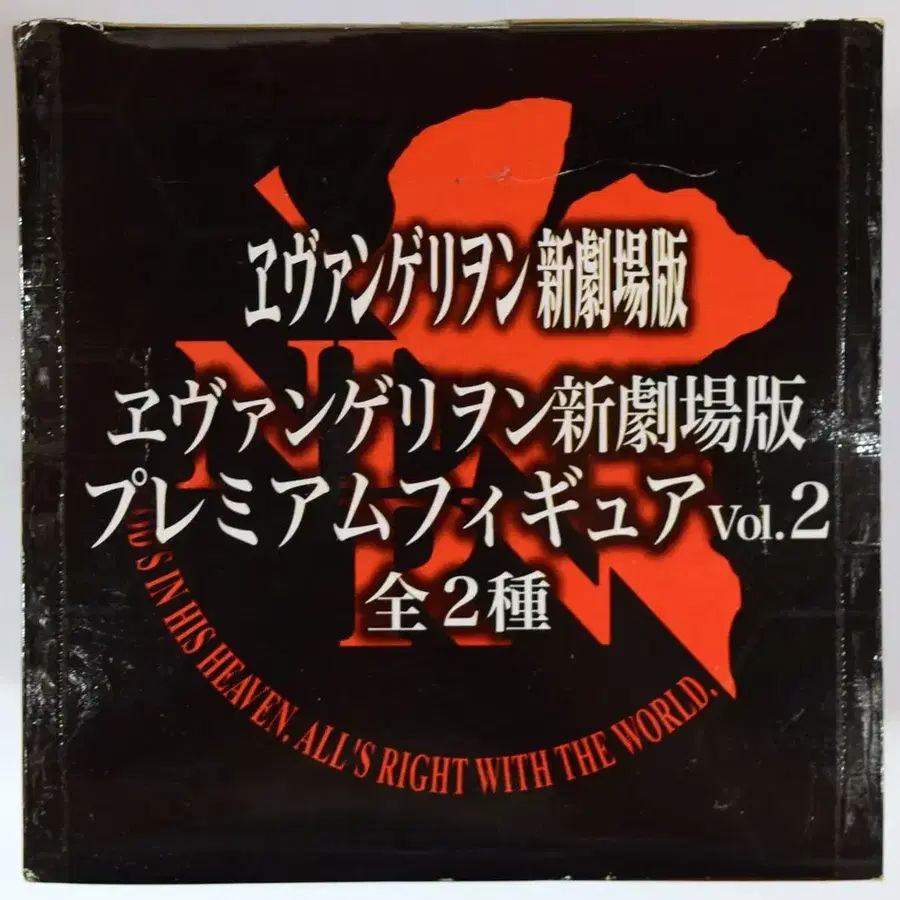 ヱヴァンゲリヲン 新劇場版
ヱヴァンゲリヲン新劇場版
プレミアムフィギュア Vol.2
全2種
IN HIS HEAVEN. ALL'S RIGHT WITH THE WORLD.